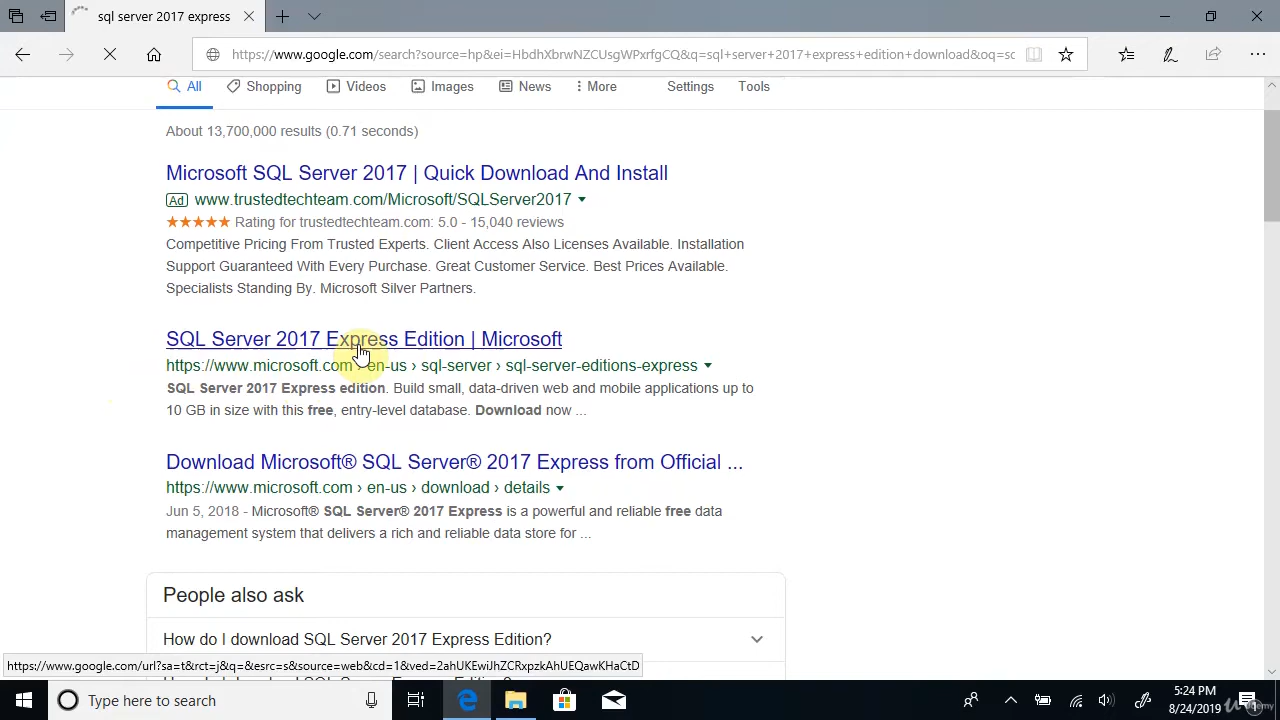 sql server 2017 express
https://www.google.com/search?source=hp&ei=HbdhXbrwNZCUsgWPxrfgCQ&q=sql+server+2017+express+edition+download&oq=sc
All Shopping Videos Images News More Settings Tools
About 13,700,000 results (0.71 seconds)
Microsoft SQL Server 2017 | Quick Download And Install
Ad www.trustedtechteam.com/Microsoft/SQLServer2017
Rating for trustedtechteam.com: 5.0 - 15,040 reviews
Competitive Pricing From Trusted Experts. Client Access Also Licenses Available. Installation
Support Guaranteed With Every Purchase. Great Customer Service. Best Prices Available.
Specialists Standing By. Microsoft Silver Partners.
SQL Server 2017 Express Edition | Microsoft
https://www.microsoft.com › en-us › sql-server › sql-server-editions-express
SQL Server 2017 Express edition. Build small, data-driven web and mobile applications up to
10 GB in size with this free, entry-level database. Download now ...
Download Microsoft® SQL Server® 2017 Express from Official ...
https://www.microsoft.com › en-us › download › details
Jun 5, 2018 - Microsoft® SQL Server® 2017 Express is a powerful and reliable free data
management system that delivers a rich and reliable data store for ...
People also ask
How do I download SQL Server 2017 Express Edition?
https://www.google.com/url?sa=t&rct=j&q=&esrc=s&source=web&cd=1&ved=2ahUKEwiJhZCRxpzkAhUEQawKHaCtD
Type here to search
5:24 PM
8/24/2019